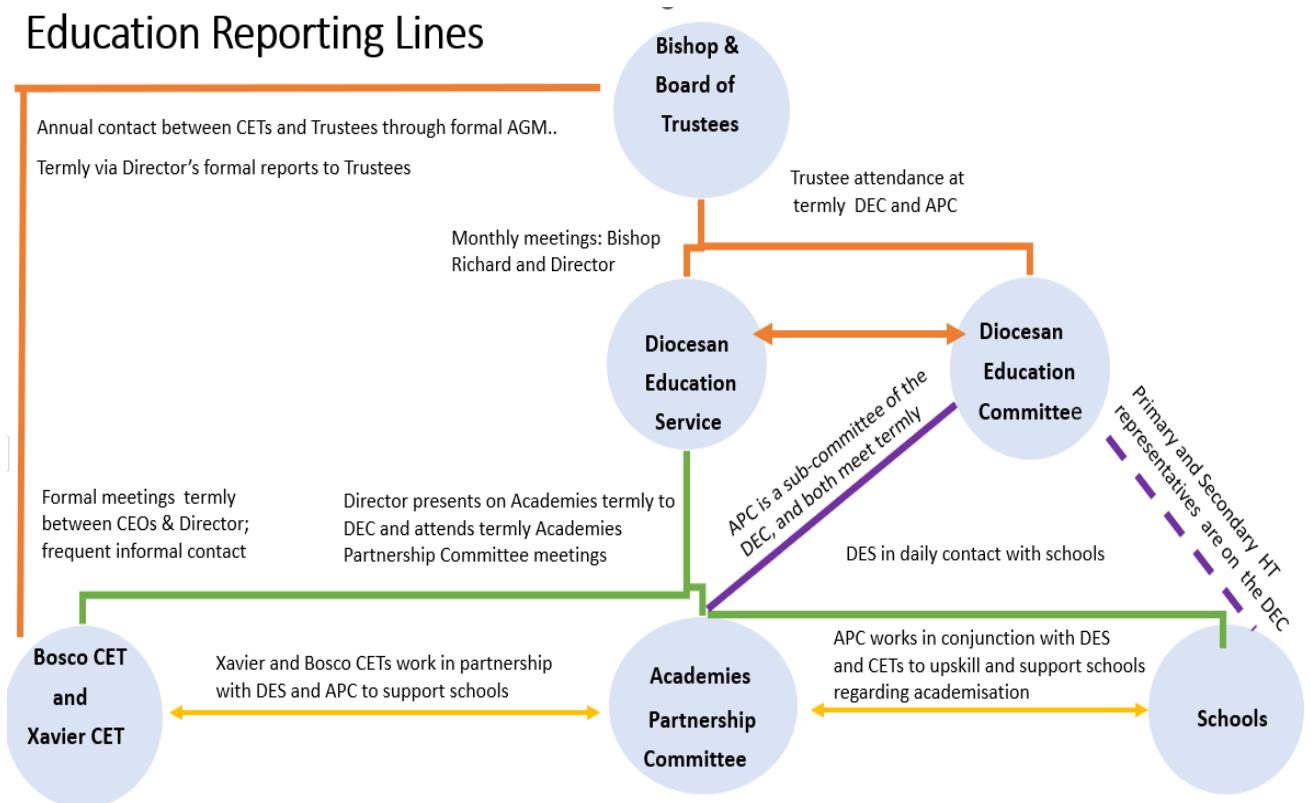 Education Reporting Lines
Bishop &
Board of
Trustees
Annual contact between CETs and Trustees through formal AGM..
Termly via Director's formal reports to Trustees
Trustee attendance at
termly DEC and APC
Monthly meetings: Bishop
Richard and Director
Diocesan
Education
Service
Diocesan
Education
Committee
APC is a sub-committee of the
DEC, and both meet termly
Primary and Secondary HT
representatives are on the DEC
Formal meetings termly
between CEOs & Director;
frequent informal contact
Director presents on Academies termly to
DEC and attends termly Academies
Partnership Committee meetings
DES in daily contact with schools
Bosco CET
and
Xavier CET
Xavier and Bosco CETs work in partnership
with DES and APC to support schools
Academies
Partnership
Committee
APC works in conjunction with DES
and CETs to upskill and support schools
regarding academisation
Schools